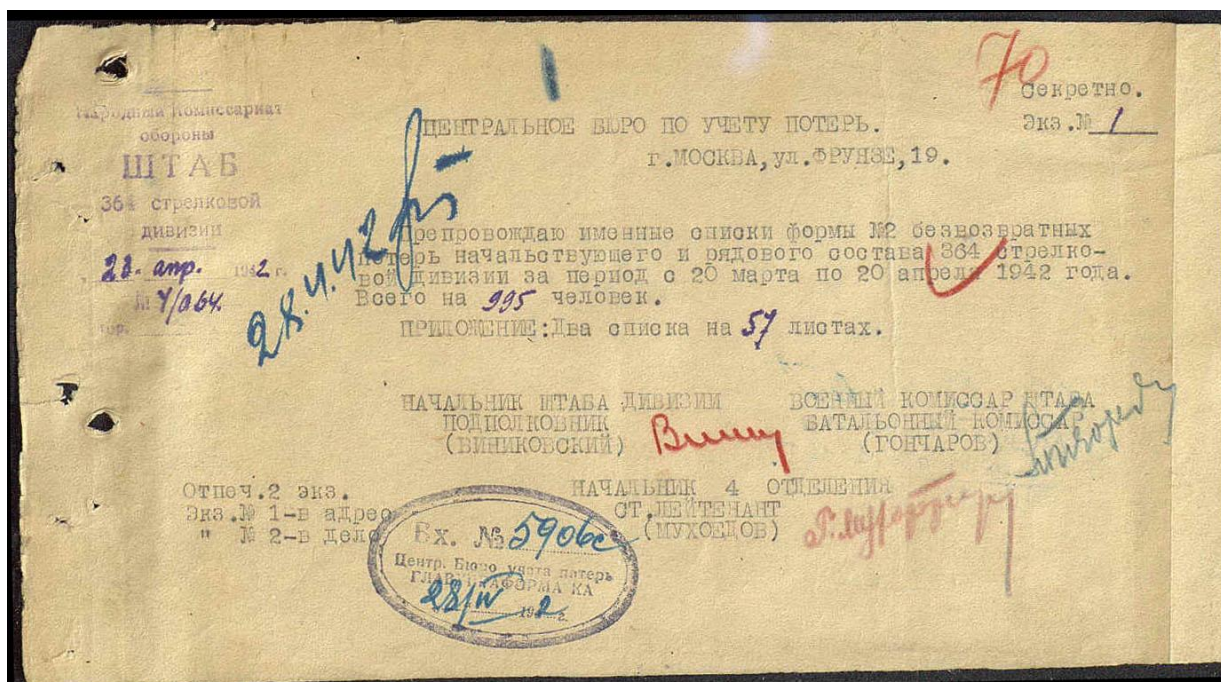 70
Секретно.
Экз.№ 1
Народный Комиссариат
обороны
ШТАБ
364 стрелковой
дивизии
28. апр. 1942 г.
№ 4/064.
гор.
ЦЕНТРАЛЬНОЕ БЮРО ПО УЧЕТУ ПОТЕРЬ.
г.МОСКВА,ул.ФРУНЗЕ,19.
28.4.42
Препровождаю именные списки формы №2 безвозвратных
потерь начальствующего и рядового состава 364 стрелко-
вой дивизии за период с 20 марта по 20 апреля 1942 года.
Всего на 995 человек.
ПРИЛОЖЕНИЕ:Два списка на 57 листах.
НАЧАЛЬНИК ШТАБА ДИВИЗИИ
ПОДПОЛКОВНИК
(ВИНИКОВСКИЙ)
ВОЕННЫЙ КОМИССАР ШТАБА
БАТАЛЬОННЫЙ КОМИССАР
(ГОНЧАРОВ)
НАЧАЛЬНИК 4 ОТДЕЛЕНИЯ
СТ.ЛЕЙТЕНАНТ
(МУХОЕДОВ)
Отпеч.2 экз.
Экз.№ 1-в адрес
" № 2-в дело
Вх. № 5906с
Центр. Бюро учета потерь
ГЛАВУПРАФОРМА КА
28/IV 1942 г.